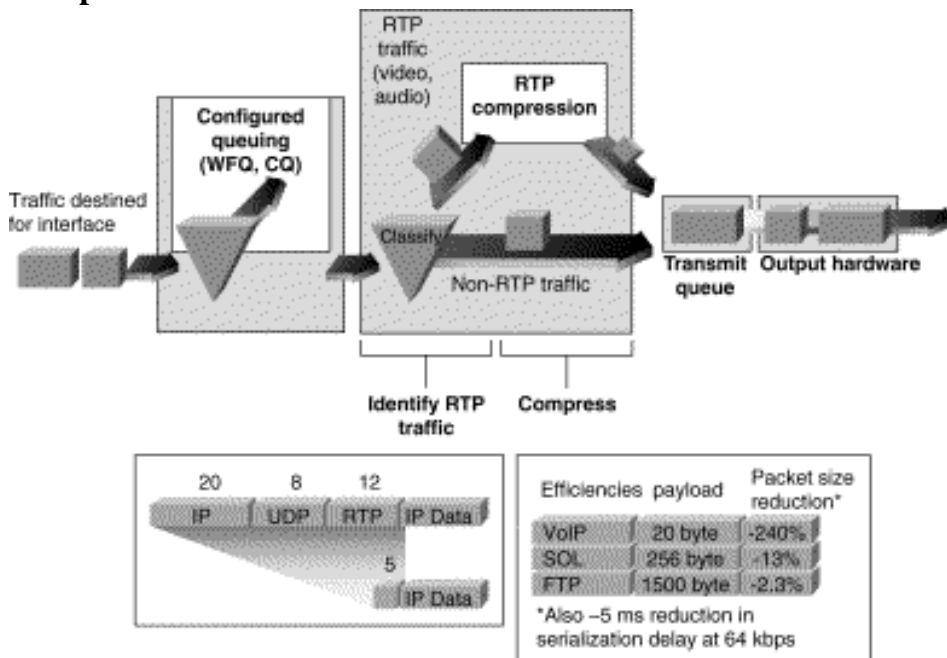 RTP
traffic
(video,
audio)
RTP
compression
Configured
queuing
(WFQ, CQ)
Traffic destined
for interface
Classify
Non-RTP traffic
Transmit
queue
Output hardware
Identify RTP
traffic
Compress
20 8 12
IP UDP RTP IP Data
5
IP Data
Efficiencies payload Packet size
reduction*
VoIP 20 byte -240%
SQL 256 byte -13%
FTP 1500 byte -2.3%
*Also ~5 ms reduction in
serialization delay at 64 kbps